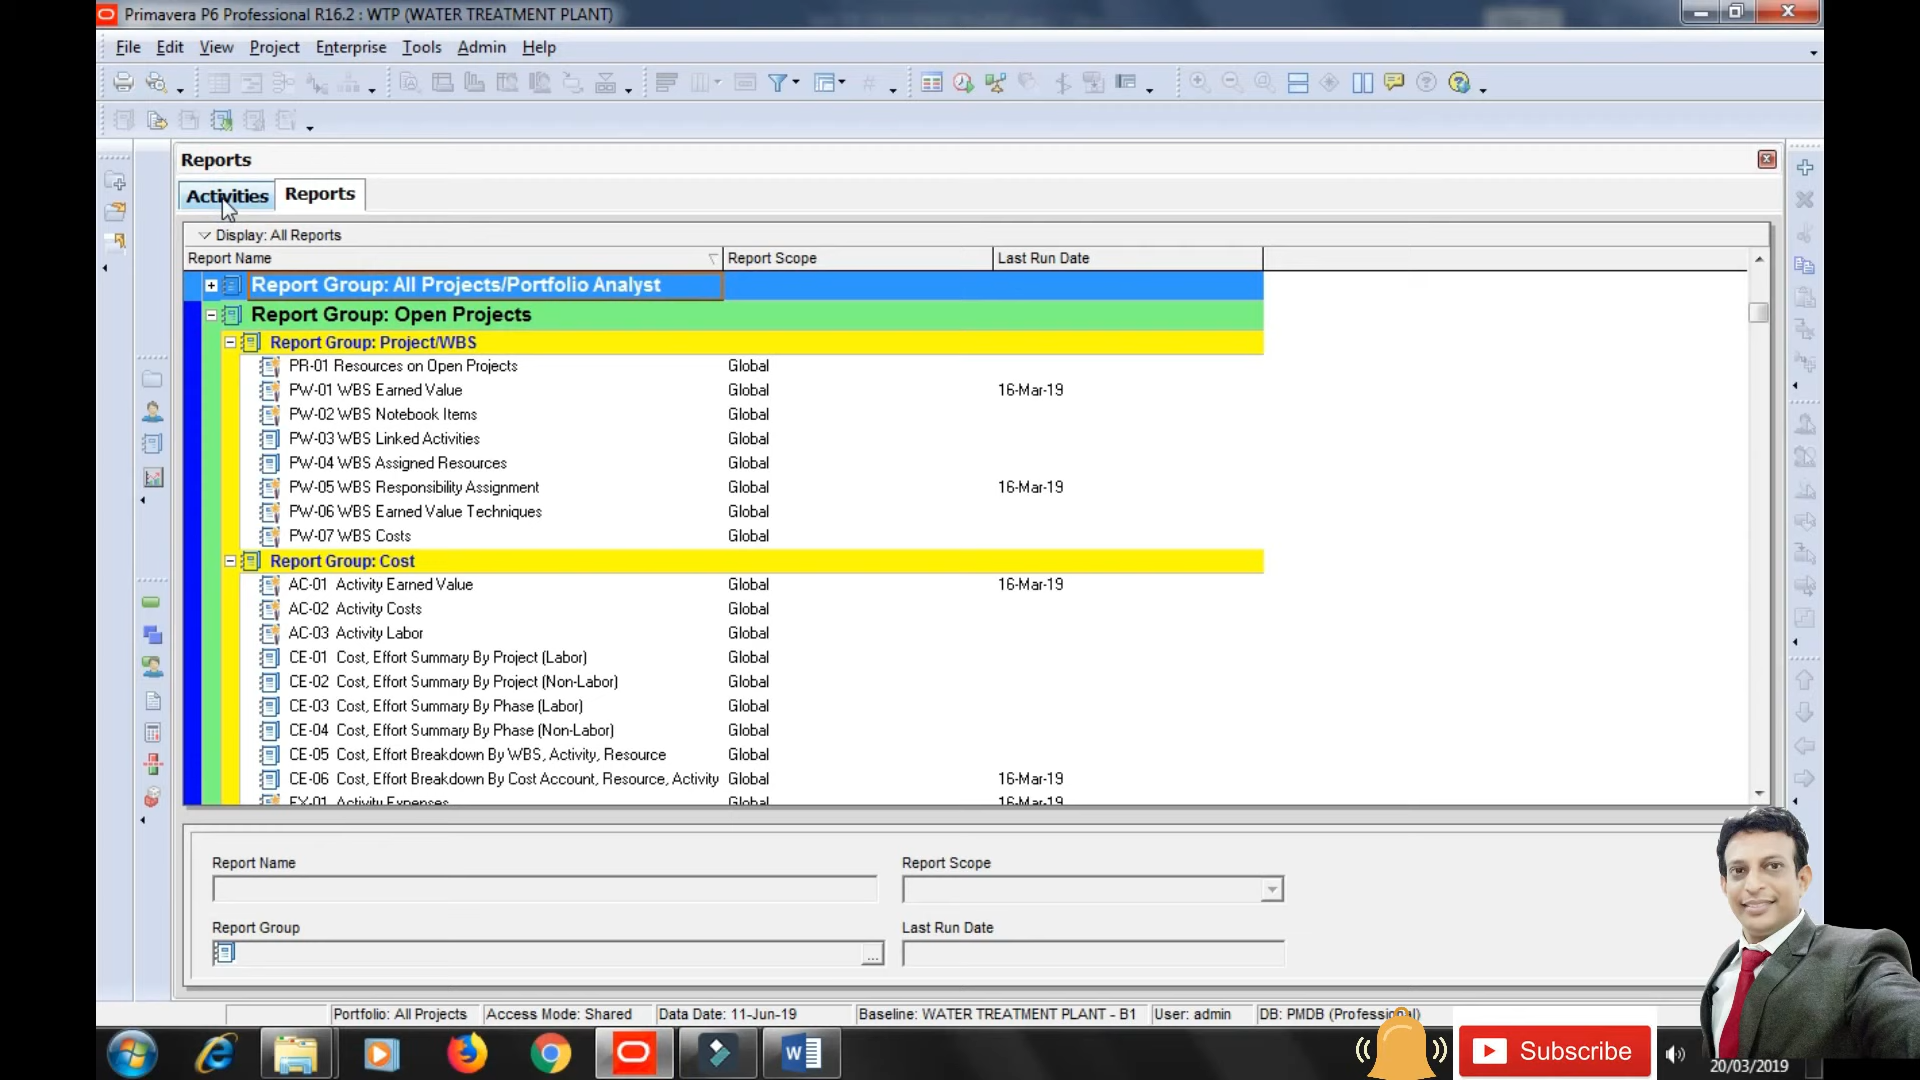 Primavera P6 Professional R16.2 : WTP (WATER TREATMENT PLANT)
File Edit View Project Enterprise Tools Admin Help
Reports
Activities Reports
Display: All Reports
Report Name Report Scope Last Run Date
Report Group: All Projects/Portfolio Analyst
Report Group: Open Projects
Report Group: Project/WBS
PR-01 Resources on Open Projects Global
PW-01 WBS Earned Value Global 16-Mar-19
PW-02 WBS Notebook Items Global
PW-03 WBS Linked Activities Global
PW-04 WBS Assigned Resources Global
PW-05 WBS Responsibility Assignment Global 16-Mar-19
PW-06 WBS Earned Value Techniques Global
PW-07 WBS Costs Global
Report Group: Cost
AC-01 Activity Earned Value Global 16-Mar-19
AC-02 Activity Costs Global
AC-03 Activity Labor Global
CE-01 Cost, Effort Summary By Project (Labor) Global
CE-02 Cost, Effort Summary By Project (Non-Labor) Global
CE-03 Cost, Effort Summary By Phase (Labor) Global
CE-04 Cost, Effort Summary By Phase (Non-Labor) Global
CE-05 Cost, Effort Breakdown By WBS, Activity, Resource Global
CE-06 Cost, Effort Breakdown By Cost Account, Resource, Activity Global 16-Mar-19
EX-01 Activity Expenses Global 16-Mar-19
Report Name Report Scope
Report Group Last Run Date
Portfolio: All Projects Access Mode: Shared Data Date: 11-Jun-19 Baseline: WATER TREATMENT PLANT - B1 User: admin DB: PMDB (Professional)
Subscribe
20/03/2019